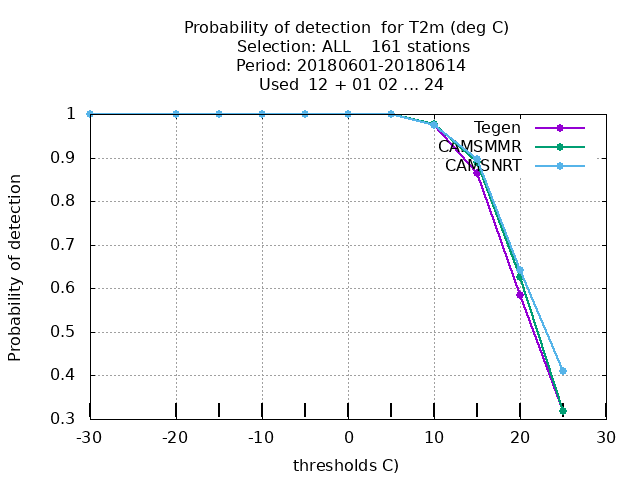 Probability of detection  for T2m (deg C)
Selection: ALL    161 stations
Period: 20180601-20180614
Used  12 + 01 02 ... 24
Probability of detection
1
0.9
0.8
0.7
0.6
0.5
0.4
0.3
Tegen
CAMSMMR
CAMSNRT
-30
-20
-10
0
10
20
30
thresholds C)